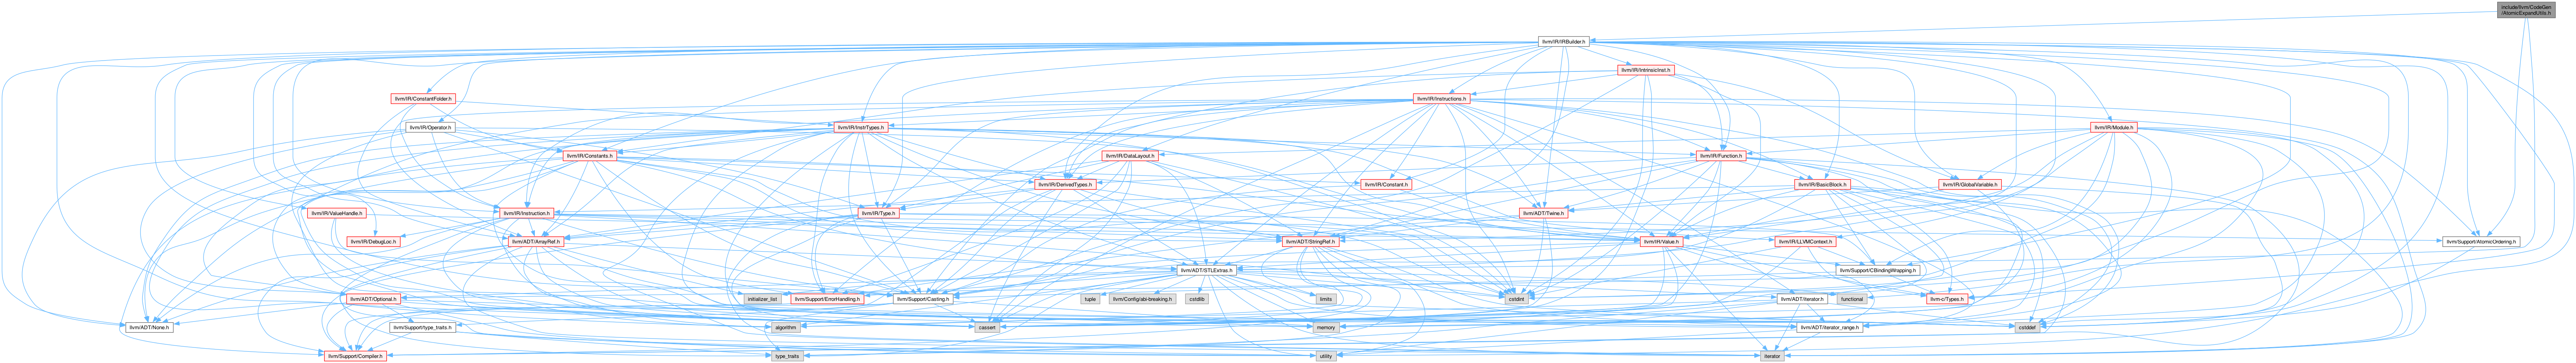 include/llvm/CodeGen
/AtomicExpandUtils.h
llvm/IR/IRBuilder.h
llvm/IR/IntrinsicInst.h
llvm/IR/ConstantFolder.h
llvm/IR/Instructions.h
llvm/IR/Operator.h
llvm/IR/InstrTypes.h
llvm/IR/Module.h
llvm/IR/Constants.h
llvm/IR/DataLayout.h
llvm/IR/Function.h
llvm/IR/DerivedTypes.h
llvm/IR/Constant.h
llvm/IR/BasicBlock.h
llvm/IR/GlobalVariable.h
llvm/IR/ValueHandle.h
llvm/IR/Instruction.h
llvm/IR/Type.h
llvm/ADT/Twine.h
llvm/IR/DebugLoc.h
llvm/ADT/ArrayRef.h
llvm/ADT/StringRef.h
llvm/IR/Value.h
llvm/IR/LLVMContext.h
llvm/Support/AtomicOrdering.h
llvm/ADT/STLExtras.h
llvm/Support/CBindingWrapping.h
llvm/ADT/Optional.h
initializer_list
llvm/Support/ErrorHandling.h
llvm/Support/Casting.h
tuple
llvm/Config/abi-breaking.h
cstdlib
limits
cstdint
llvm/ADT/iterator.h
functional
llvm-c/Types.h
llvm/ADT/None.h
llvm/Support/type_traits.h
algorithm
cassert
memory
llvm/ADT/iterator_range.h
cstddef
llvm/Support/Compiler.h
type_traits
utility
iterator